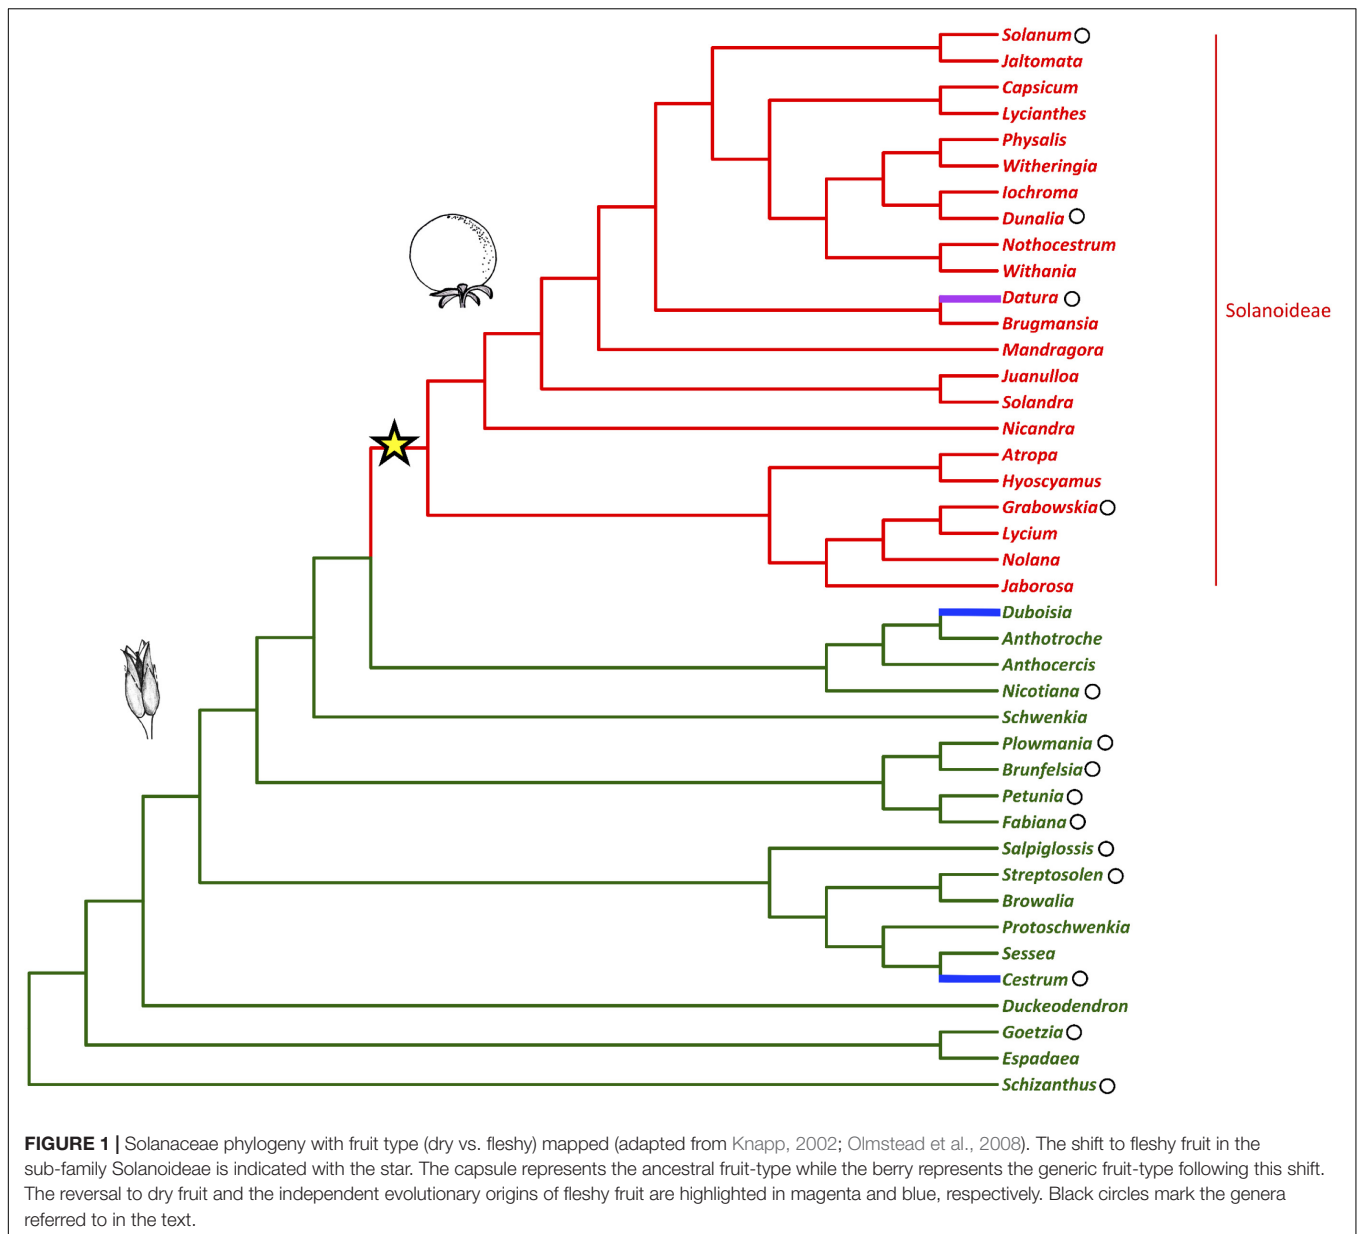 Solanum
Jaltomata
Capsicum
Lycianthes
Physalis
Witheringia
Iochroma
Dunalia
Nothocestrum
Withania
Datura
Solanoideae
Brugmansia
Mandragora
Juanulloa
Solandra
Nicandra
Atropa
Hyoscyamus
Grabowskia
Lycium
Nolana
Jaborosa
Duboisia
Anthotroche
Anthocercis
Nicotiana
Schwenkia
Plowmania
Brunfelsia
Petunia
Fabiana
Salpiglossis
Streptosolen
Browalia
Protoschwenkia
Sessea
Cestrum
Duckeodendron
Goetzia
Espadaea
Schizanthus
FIGURE 1 | Solanaceae phylogeny with fruit type (dry vs. fleshy) mapped (adapted from Knapp, 2002; Olmstead et al., 2008). The shift to fleshy fruit in the
sub-family Solanoideae is indicated with the star. The capsule represents the ancestral fruit-type while the berry represents the generic fruit-type following this shift.
The reversal to dry fruit and the independent evolutionary origins of fleshy fruit are highlighted in magenta and blue, respectively. Black circles mark the genera
referred to in the text.